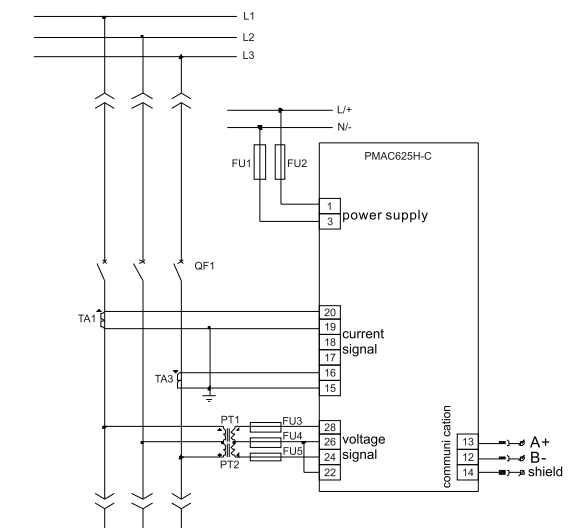 L1
L2
L3
L/+
N/-
FU1
FU2
PMAC625H-C
1
power supply
3
QF1
TA1
20
19
current
18
signal
17
16
TA3
15
PT1
FU3
28
FU4
26
voltage
FU5
24
signal
PT2
22
communi cation
13
A+
12
B-
14
shield